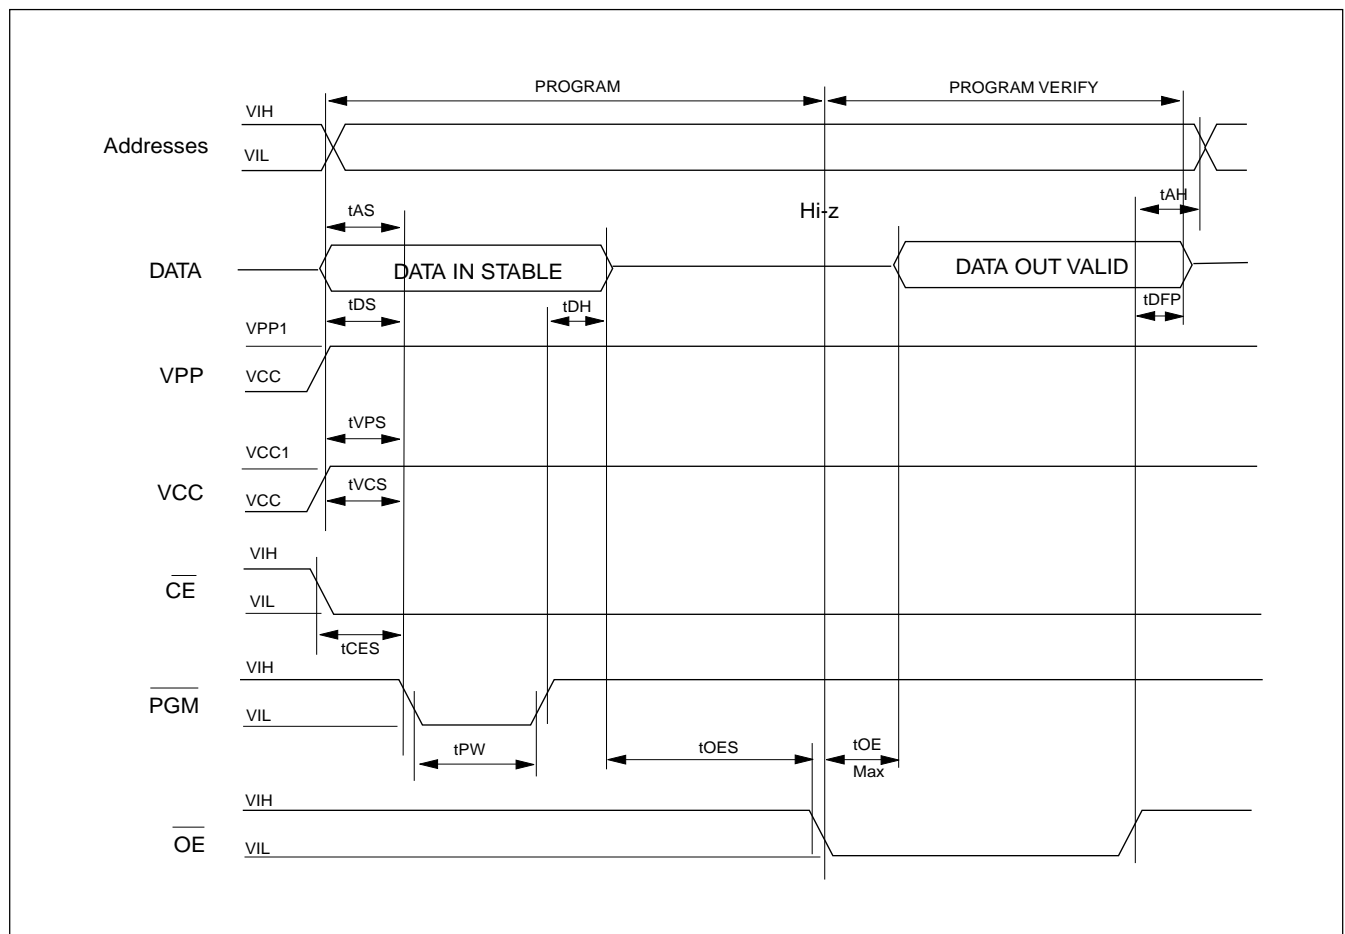 PROGRAM PROGRAM VERIFY
VIH
Addresses
VIL
tAS tAH
Hi-z
DATA DATA IN STABLE DATA OUT VALID
tDS tDH tDFP
VPP1
VPP
VCC
tVPS
VCC1
VCC
VCC
tVCS
VIH
CE
VIL
tCES
VIH
PGM
VIL
tPW tOES tOE
Max
VIH
OE
VIL